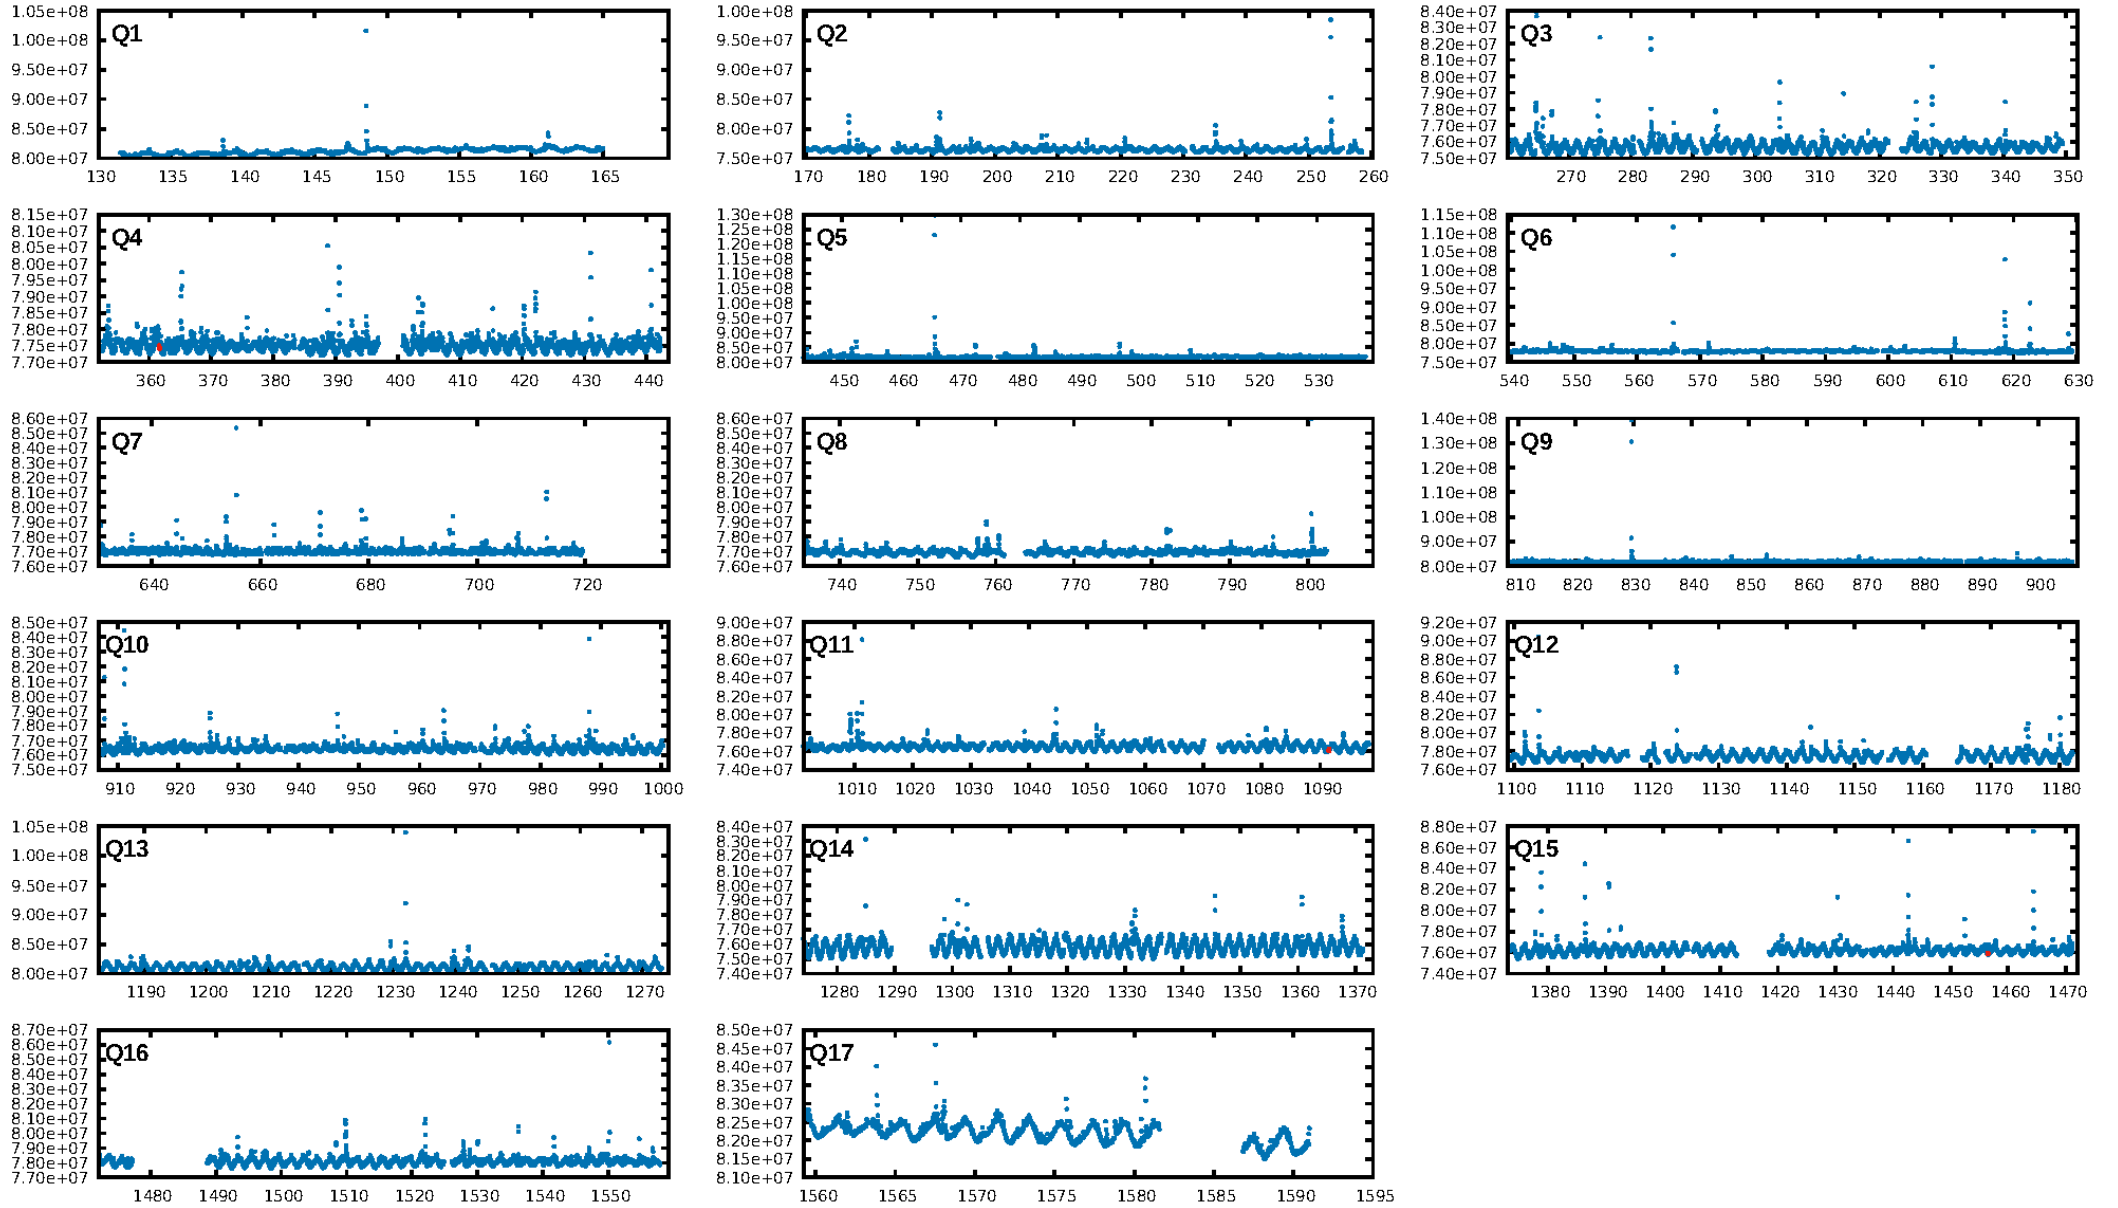 1.05e+08
Q1
1.00e+08
9.50e+07
9.00e+07
8.50e+07
8.00e+07
130 135 140 145 150 155 160 165
1.00e+08
Q2
9.50e+07
9.00e+07
8.50e+07
8.00e+07
7.50e+07
170 180 190 200 210 220 230 240 250 260
8.40e+07
Q3
8.30e+07
8.20e+07
8.10e+07
8.00e+07
7.90e+07
7.80e+07
7.70e+07
7.60e+07
7.50e+07
270 280 290 300 310 320 330 340 350
8.15e+07
Q4
8.10e+07
8.05e+07
8.00e+07
7.95e+07
7.90e+07
7.85e+07
7.80e+07
7.75e+07
7.70e+07
360 370 380 390 400 410 420 430 440
1.30e+08
Q5
1.25e+08
1.20e+08
1.15e+08
1.10e+08
1.05e+08
1.00e+08
9.50e+07
9.00e+07
8.50e+07
8.00e+07
450 460 470 480 490 500 510 520 530
1.15e+08
Q6
1.10e+08
1.05e+08
1.00e+08
9.50e+07
9.00e+07
8.50e+07
8.00e+07
7.50e+07
540 550 560 570 580 590 600 610 620 630
8.60e+07
Q7
8.50e+07
8.40e+07
8.30e+07
8.20e+07
8.10e+07
8.00e+07
7.90e+07
7.80e+07
7.70e+07
7.60e+07
640 660 680 700 720
8.60e+07
Q8
8.50e+07
8.40e+07
8.30e+07
8.20e+07
8.10e+07
8.00e+07
7.90e+07
7.80e+07
7.70e+07
7.60e+07
740 750 760 770 780 790 800
1.40e+08
Q9
1.30e+08
1.20e+08
1.10e+08
1.00e+08
9.00e+07
8.00e+07
810 820 830 840 850 860 870 880 890 900
8.50e+07
Q10
8.40e+07
8.30e+07
8.20e+07
8.10e+07
8.00e+07
7.90e+07
7.80e+07
7.70e+07
7.60e+07
7.50e+07
910 920 930 940 950 960 970 980 990 1000
9.00e+07
Q11
8.80e+07
8.60e+07
8.40e+07
8.20e+07
8.00e+07
7.80e+07
7.60e+07
7.40e+07
1010 1020 1030 1040 1050 1060 1070 1080 1090
9.20e+07
Q12
9.00e+07
8.80e+07
8.60e+07
8.40e+07
8.20e+07
8.00e+07
7.80e+07
7.60e+07
1100 1110 1120 1130 1140 1150 1160 1170 1180
1.05e+08
Q13
1.00e+08
9.50e+07
9.00e+07
8.50e+07
8.00e+07
1190 1200 1210 1220 1230 1240 1250 1260 1270
8.40e+07
Q14
8.30e+07
8.20e+07
8.10e+07
8.00e+07
7.90e+07
7.80e+07
7.70e+07
7.60e+07
7.50e+07
7.40e+07
1280 1290 1300 1310 1320 1330 1340 1350 1360 1370
8.80e+07
Q15
8.60e+07
8.40e+07
8.20e+07
8.00e+07
7.80e+07
7.60e+07
7.40e+07
1380 1390 1400 1410 1420 1430 1440 1450 1460 1470
8.70e+07
Q16
8.60e+07
8.50e+07
8.40e+07
8.30e+07
8.20e+07
8.10e+07
8.00e+07
7.90e+07
7.80e+07
7.70e+07
1480 1490 1500 1510 1520 1530 1540 1550
8.50e+07
Q17
8.45e+07
8.40e+07
8.35e+07
8.30e+07
8.25e+07
8.20e+07
8.15e+07
8.10e+07
1560 1565 1570 1575 1580 1585 1590 1595